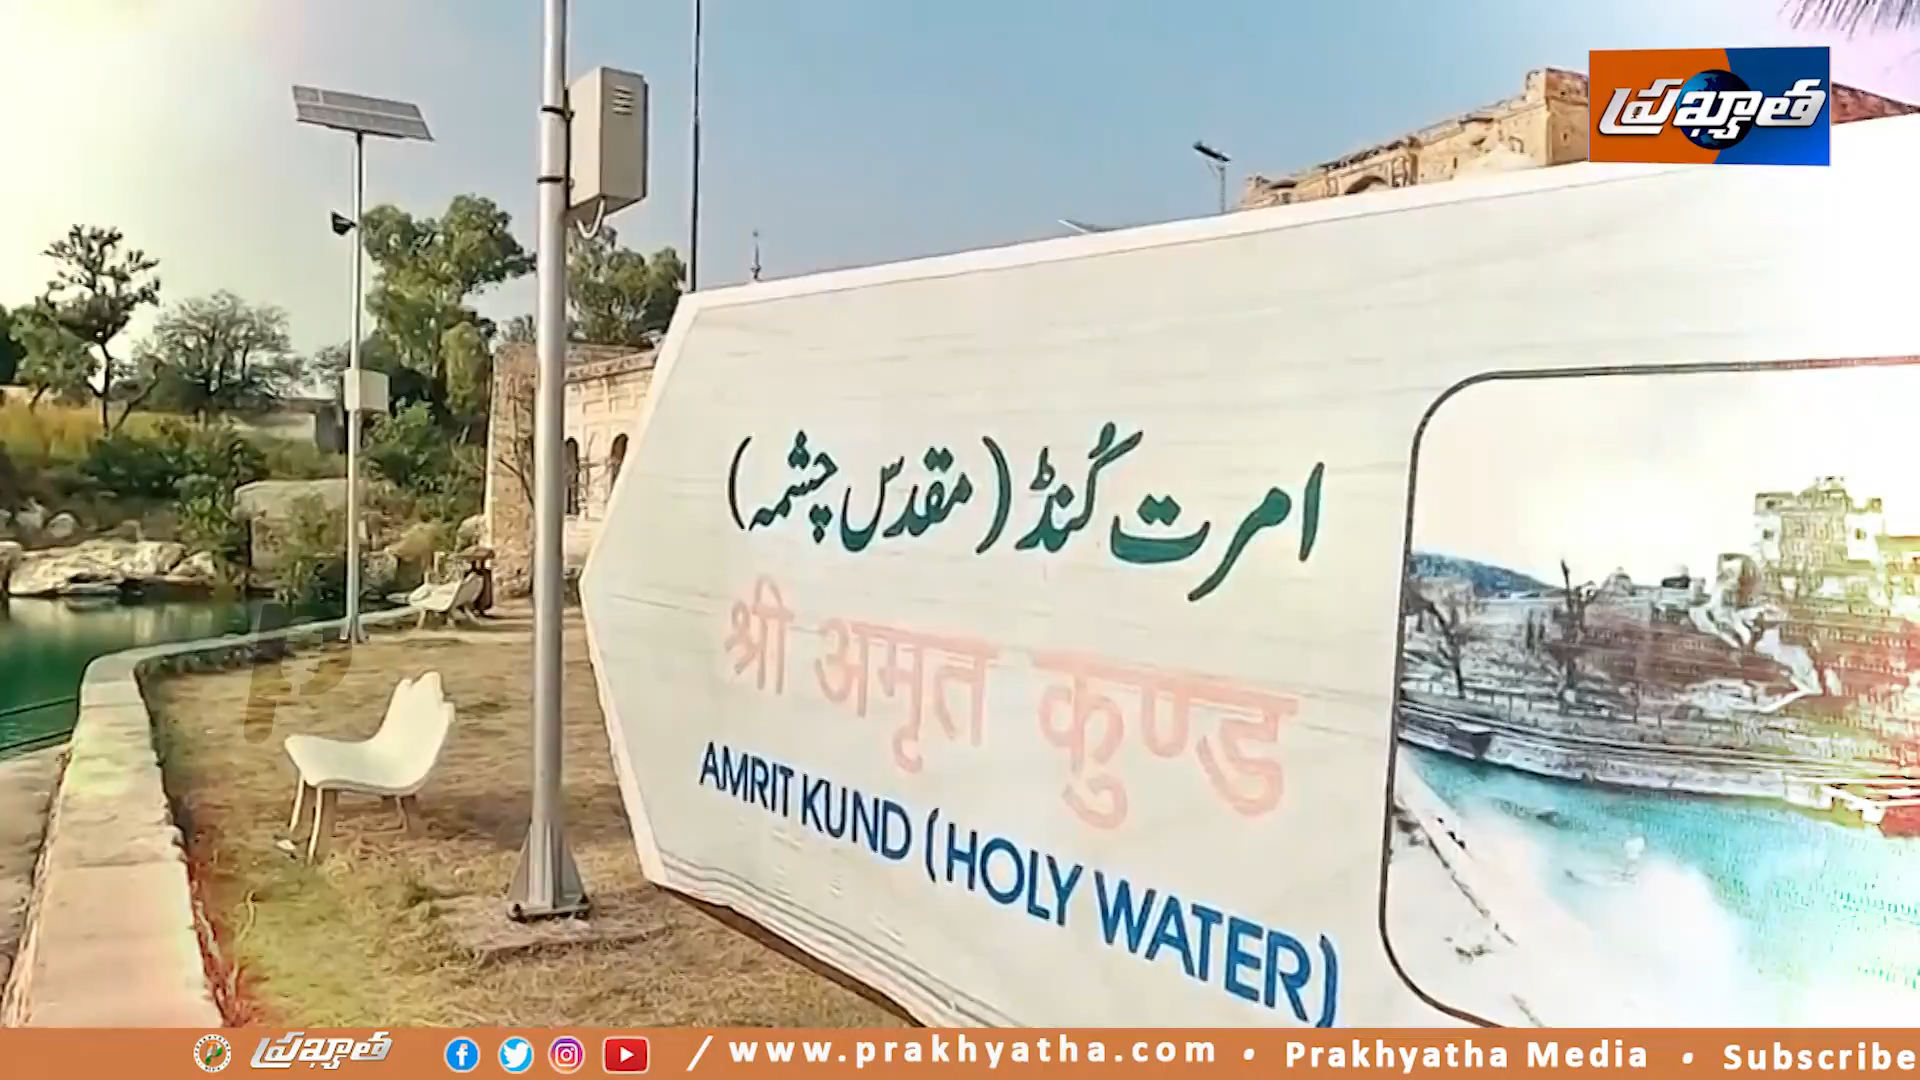 ప్రఖ్యాత
امرت کُنڈ (مقدس چشمہ)
श्री अमृत कुण्ड
AMRIT KUND (HOLY WATER)
ప్రఖ్యాత / www.prakhyatha.com • Prakhyatha Media • Subscribe